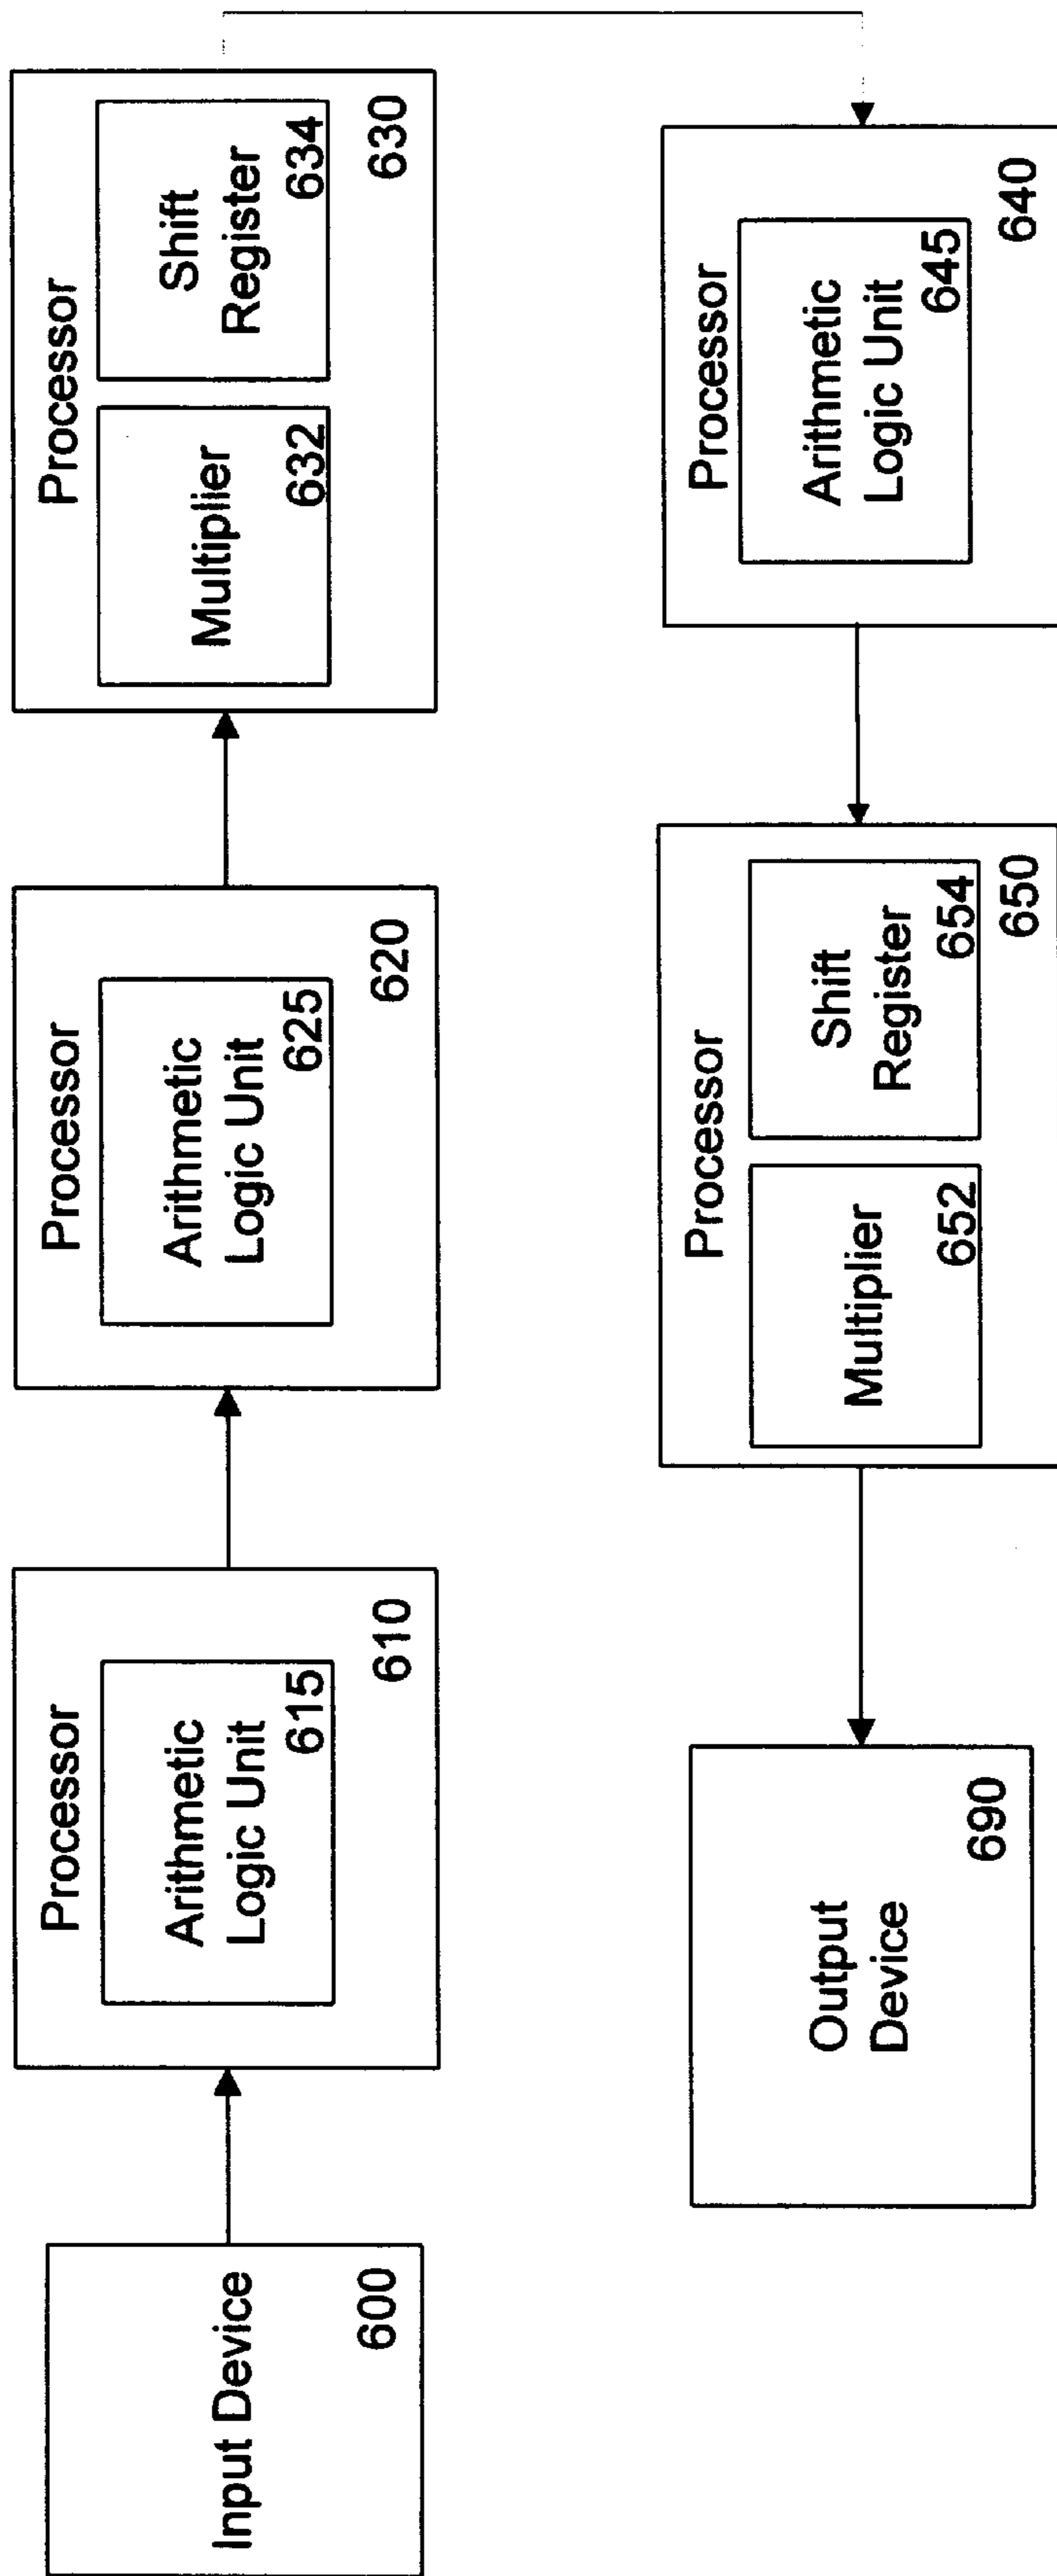 Input Device
600
Processor
Arithmetic
Logic Unit
615
610
Processor
Arithmetic
Logic Unit
625
620
Processor
Multiplier
632
Shift
Register
634
630
Processor
Arithmetic
Logic Unit
645
640
Processor
Multiplier
652
Shift
Register
654
650
Output
Device
690